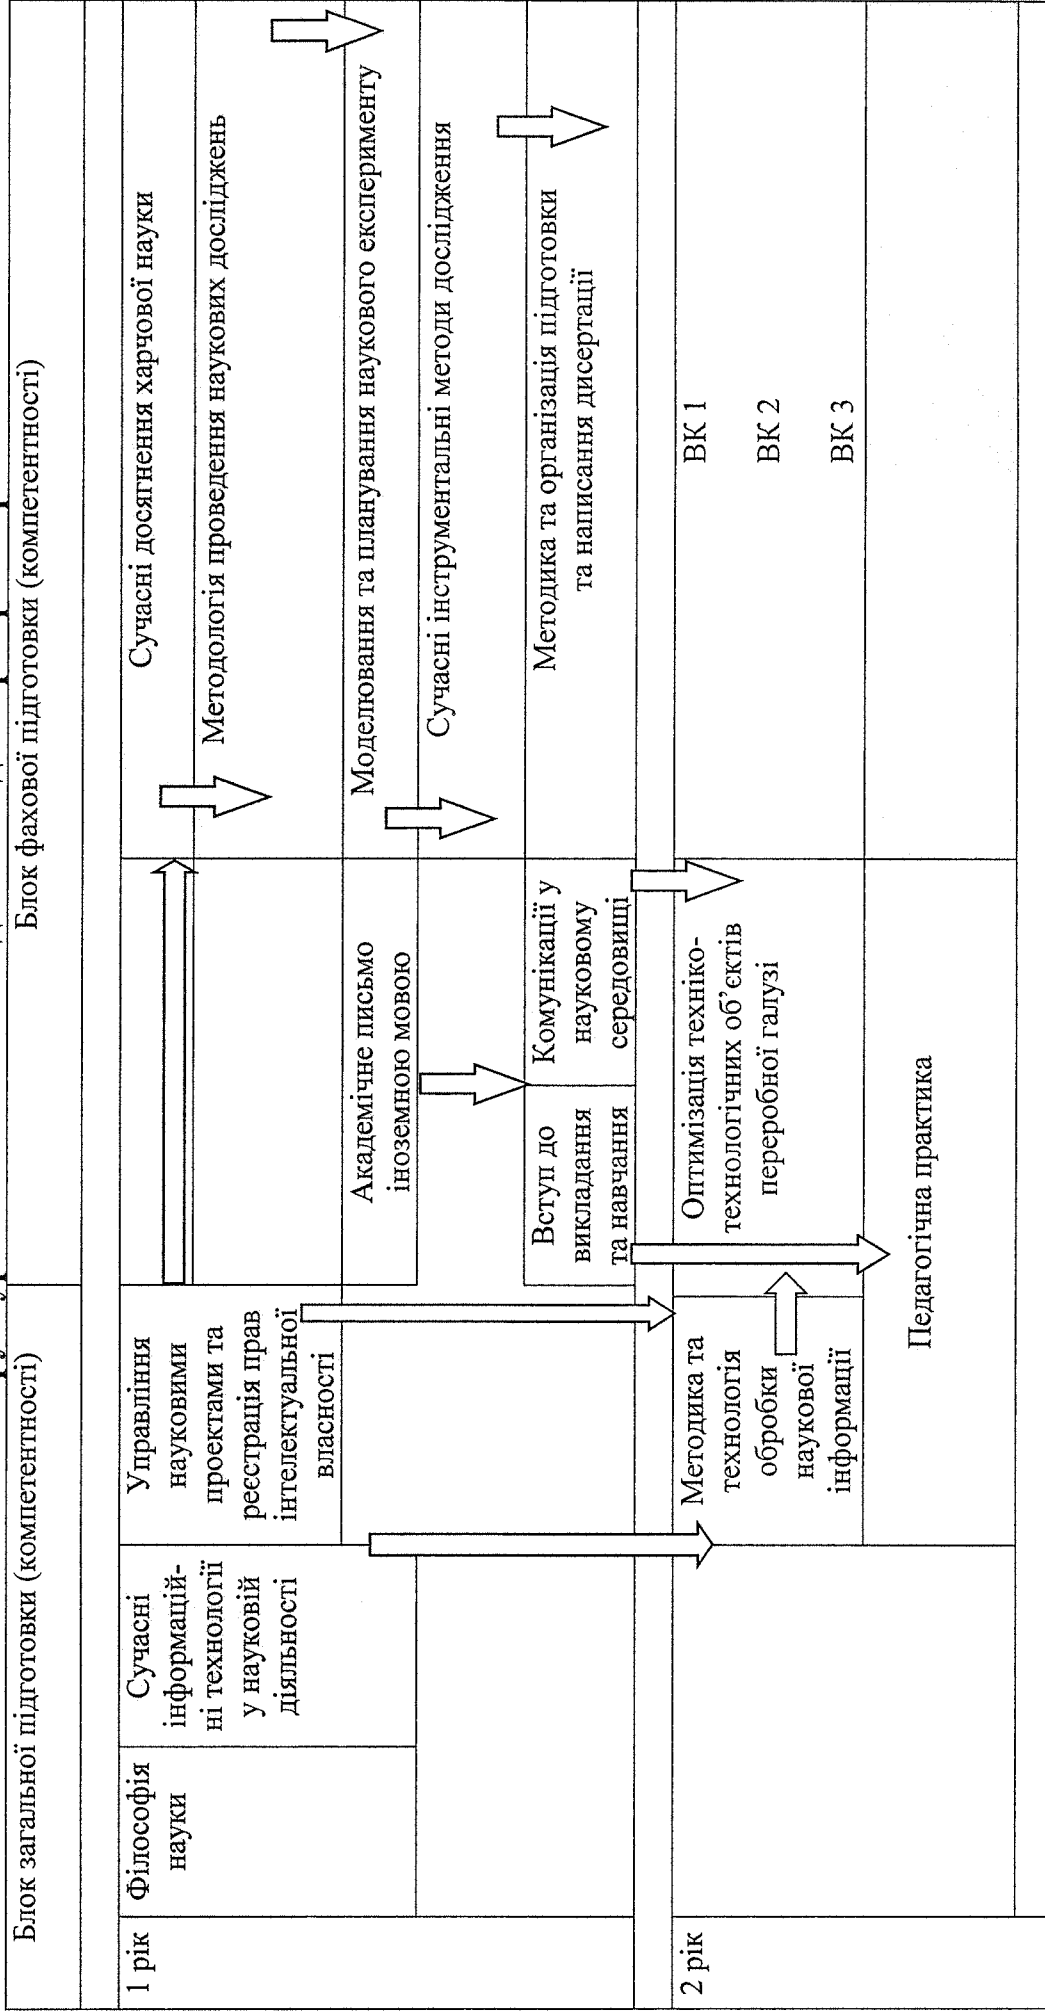 Блок загальної підготовки (компетентності)
Блок фахової підготовки (компетентності)
1 рік
Філософія
науки
Сучасні
інформацій-
ні технології
у науковій
діяльності
Управління
науковими
проектами та
реєстрація прав
інтелектуальної
власності
Сучасні досягнення харчової науки
Методологія проведення наукових досліджень
Академічне письмо
іноземною мовою
Моделювання та планування наукового експерименту
Сучасні інструментальні методи дослідження
Вступ до
викладання
та навчання
Комунікації у
науковому
середовищі
Методика та організація підготовки
та написання дисертації
2 рік
Методика та
технологія
обробки
наукової
інформації
Оптимізація техніко-
технологічних об’єктів
переробної галузі
ВК 1
ВК 2
ВК 3
Педагогічна практика